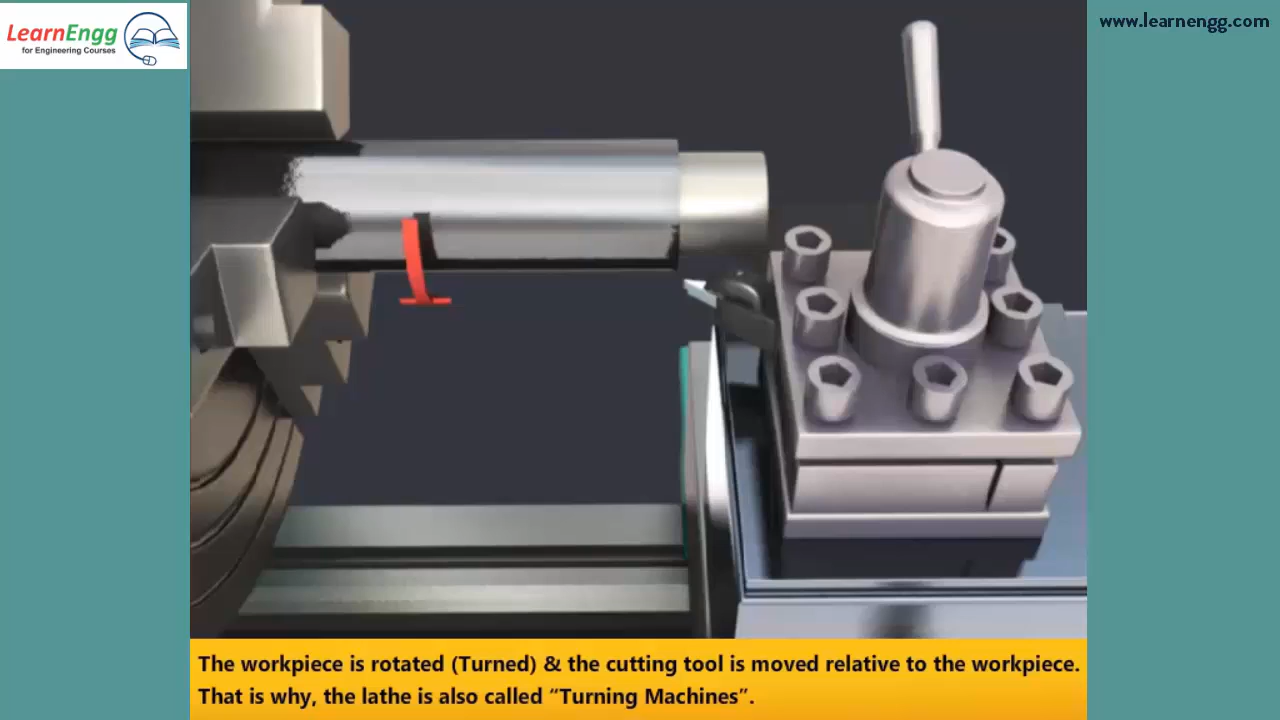 LearnEngg
for Engineering Courses
www.learnengg.com
The workpiece is rotated (Turned) & the cutting tool is moved relative to the workpiece.
That is why, the lathe is also called “Turning Machines”.